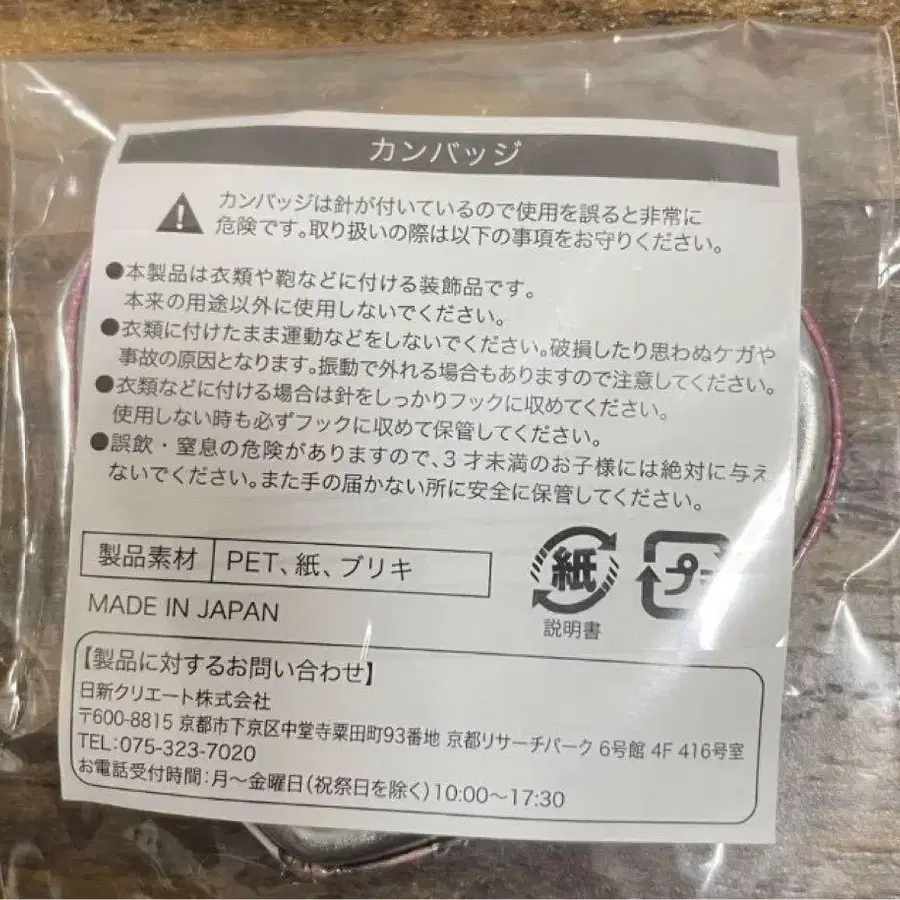 カンバッジ
カンバッジは針が付いているので使用を誤ると非常に
危険です。取り扱いの際は以下の事項をお守りください。
●本製品は衣類や鞄などに付ける装飾品です。
本来の用途以外に使用しないでください。
●衣類に付けたまま運動などをしないでください。破損したり思わぬケガや
事故の原因となります。振動で外れる場合もありますので注意してください。
●衣類などに付ける場合は針をしっかりフックに収めてください。
使用しない時も必ずフックに収めて保管してください。
●誤飲・窒息の危険がありますので、3才未満のお子様には絶対に与え
ないでください。また手の届かない所に安全に保管してください。
製品素材 PET、紙、ブリキ
紙
プラ
説明書
MADE IN JAPAN
【製品に対するお問い合わせ】
日新クリエート株式会社
〒600-8815 京都市下京区中堂寺粟田町93番地 京都リサーチパーク 6号館 4F 416号室
TEL:075-323-7020
お電話受付時間:月~金曜日(祝祭日を除く)10:00~17:30